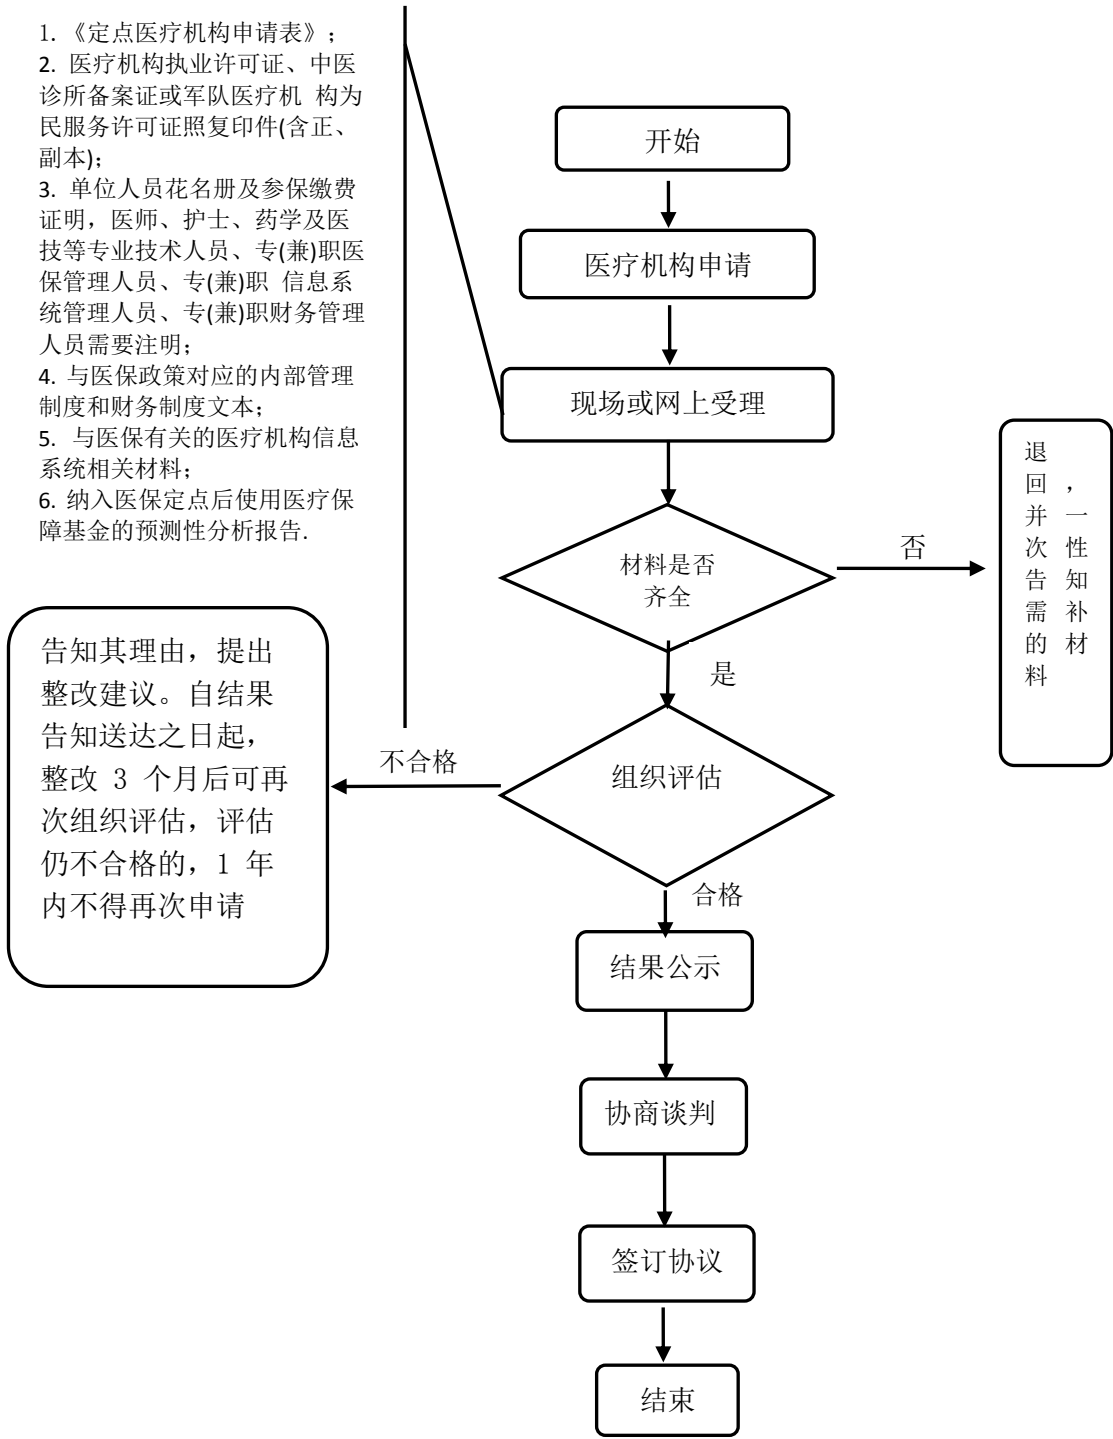 1. 《定点医疗机构申请表》;
2. 医疗机构执业许可证、中医
诊所备案证或军队医疗机 构为
民服务许可证照复印件(含正、
副本);
3. 单位人员花名册及参保缴费
证明，医师、护士、药学及医
技等专业技术人员、专(兼)职医
保管理人员、专(兼)职 信息系
统管理人员、专(兼)职财务管理
人员需要注明;
4. 与医保政策对应的内部管理
制度和财务制度文本;
5. 与医保有关的医疗机构信息
系统相关材料;
6. 纳入医保定点后使用医疗保
障基金的预测性分析报告.
开始
医疗机构申请
现场或网上受理
材料是否
齐全
否
退
回 ，
并 一
次 性
告 知
需 补
的 材
料
是
组织评估
不合格
告知其理由，提出
整改建议。自结果
告知送达之日起，
整改 3 个月后可再
次组织评估，评估
仍不合格的，1 年
内不得再次申请
合格
结果公示
协商谈判
签订协议
结束